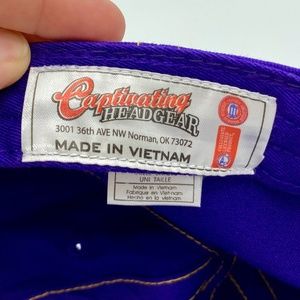 Captivating
HEADGEAR
3001 36th AVE NW Norman, OK 73072
MADE IN VIETNAM
UNI TAILLE
Made in Vietnam
Fabriqué en Vietnam
Hecho en Vietnam